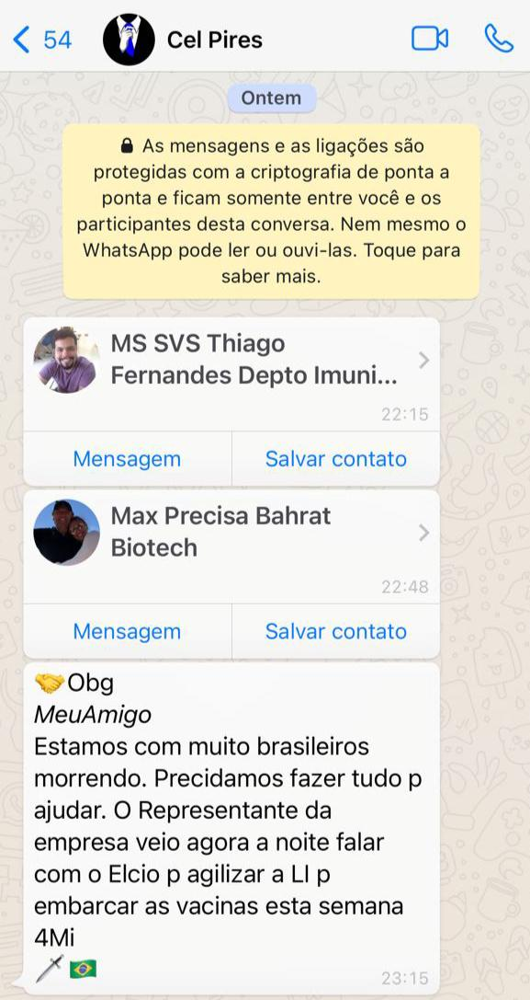 54
Cel Pires
Ontem
As mensagens e as ligações são
protegidas com a criptografia de ponta a
ponta e ficam somente entre você e os
participantes desta conversa. Nem mesmo o
WhatsApp pode ler ou ouvi-las. Toque para
saber mais.
MS SVS Thiago
Fernandes Depto Imuni...
22:15
Mensagem
Salvar contato
Max Precisa Bahrat
Biotech
22:48
Mensagem
Salvar contato
🤝Obg
MeuAmigo
Estamos com muito brasileiros
morrendo. Precidamos fazer tudo p
ajudar. O Representante da
empresa veio agora a noite falar
com o Elcio p agilizar a LI p
embarcar as vacinas esta semana
4Mi
🗡️🇧🇷
23:15